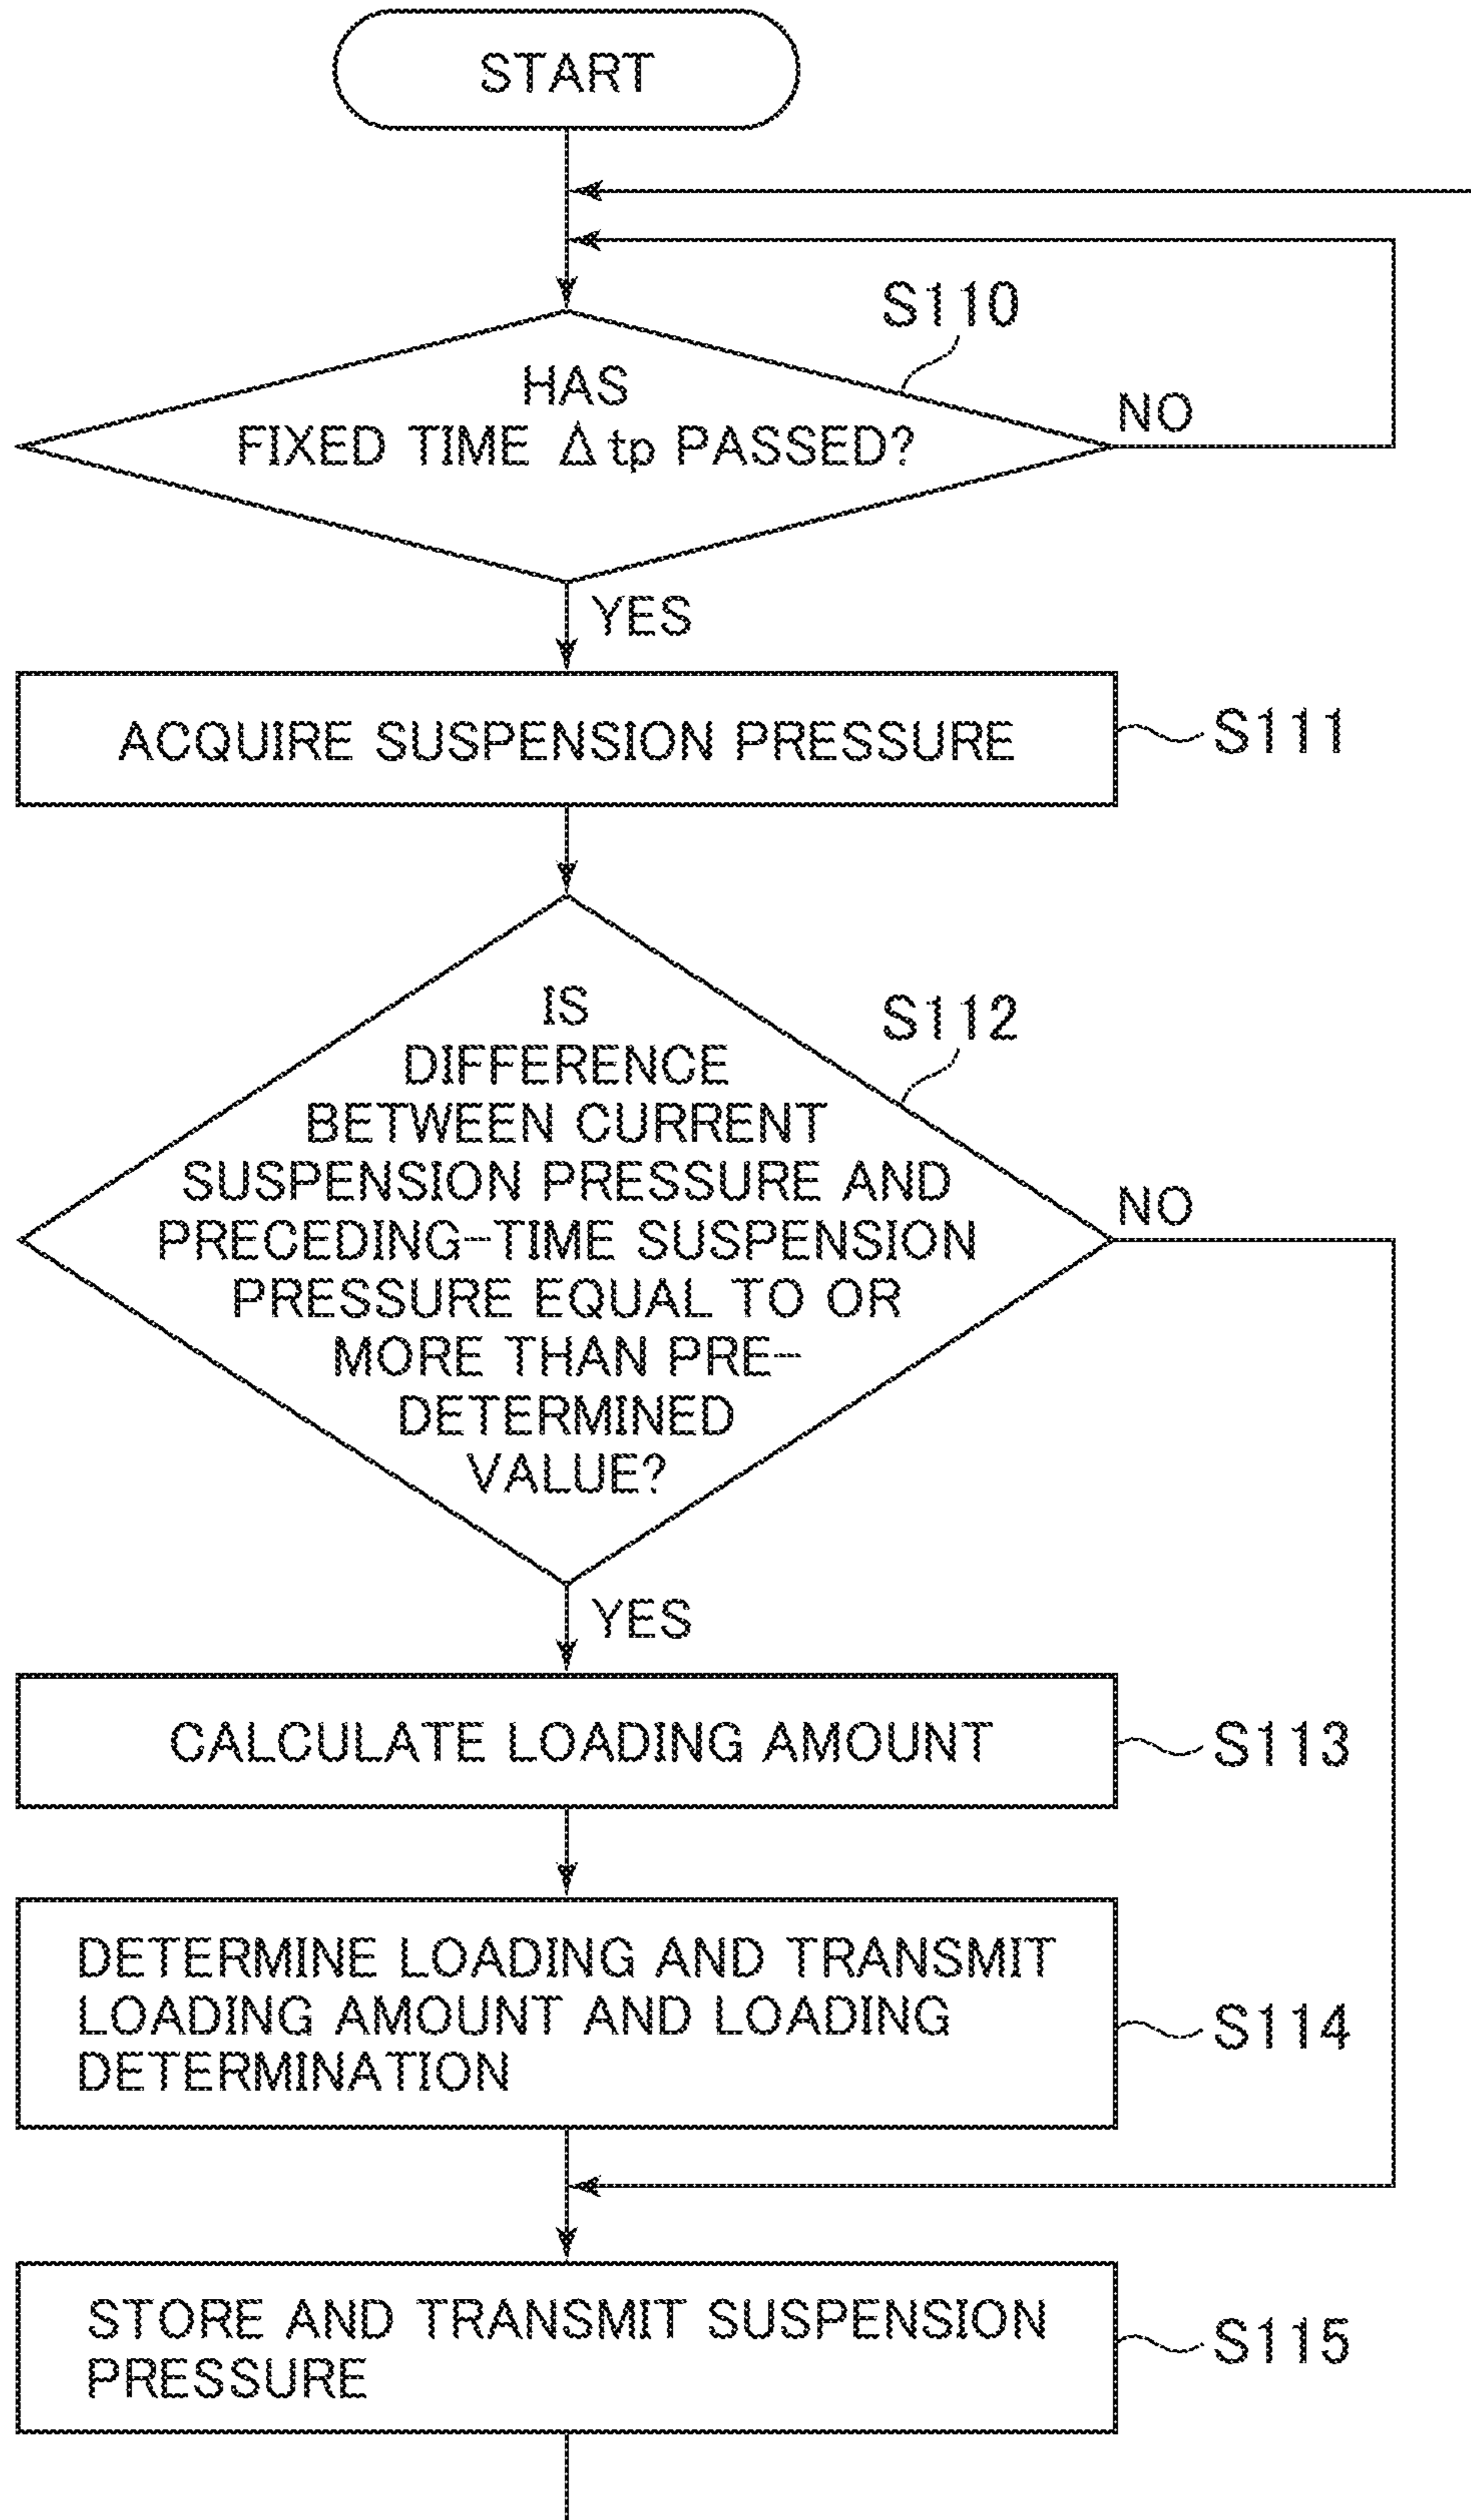 START
S110
HAS
FIXED TIME Δtp PASSED?
NO
YES
ACQUIRE SUSPENSION PRESSURE
S111
S112
IS
DIFFERENCE
BETWEEN CURRENT
SUSPENSION PRESSURE AND
PRECEDING-TIME SUSPENSION
PRESSURE EQUAL TO OR
MORE THAN PRE-
DETERMINED
VALUE?
NO
YES
CALCULATE LOADING AMOUNT
S113
DETERMINE LOADING AND TRANSMIT
LOADING AMOUNT AND LOADING
DETERMINATION
S114
STORE AND TRANSMIT SUSPENSION
PRESSURE
S115